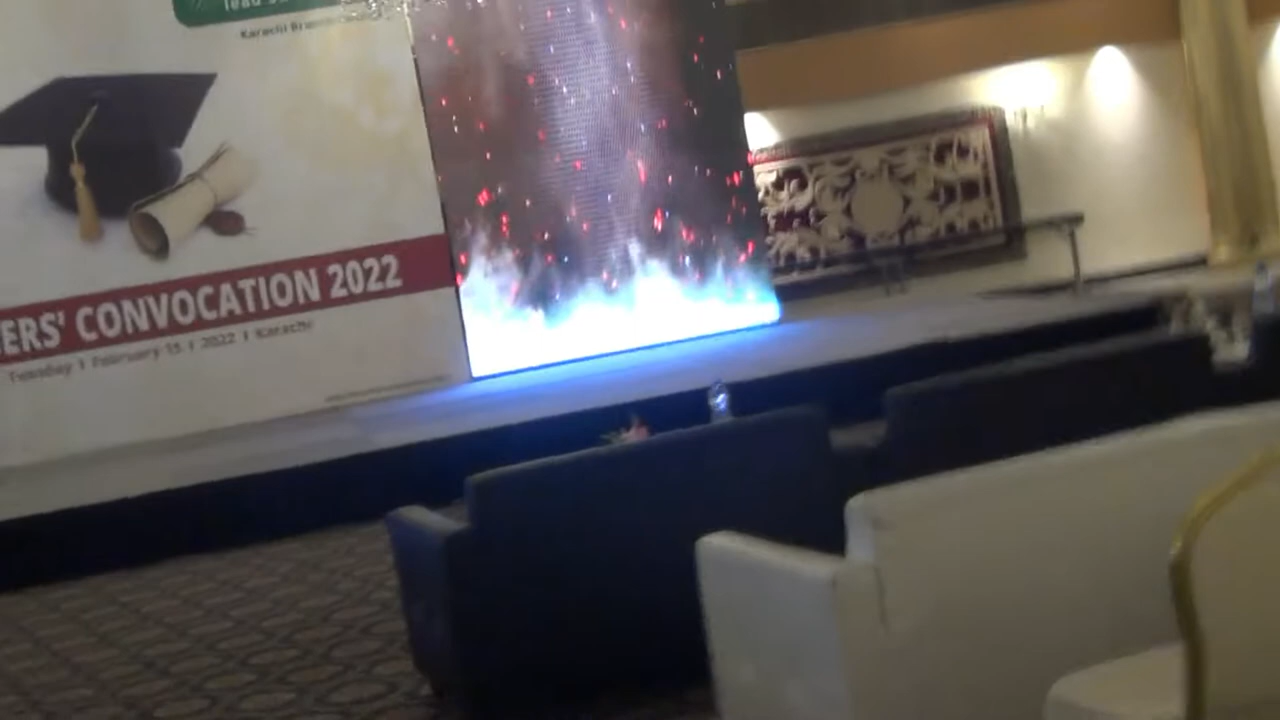 Karachi
ERS' CONVOCATION 2022
Tuesday I February 15 I 2022 I Karachi